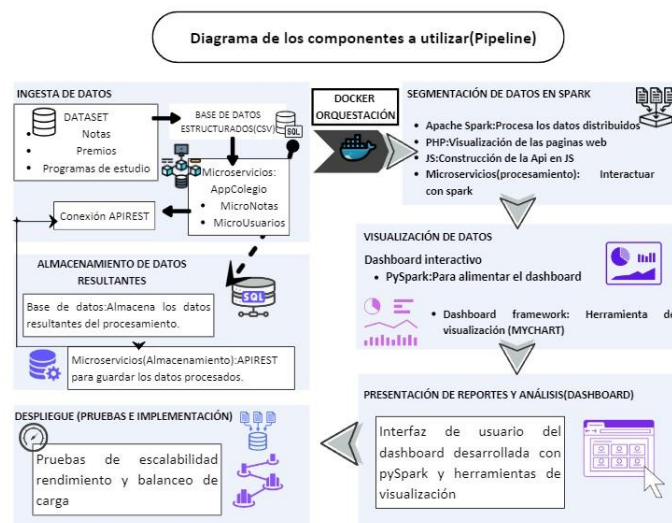 Diagrama de los componentes a utilizar(Pipeline)
INGESTA DE DATOS
DATASET
• Notas
• Premios
• Programas de estudio
BASE DE DATOS
ESTRUCTURADOS(CSV)
SQL
Microservicios:
AppColegio
• MicroNotas
• MicroUsuarios
Conexión APIREST
DOCKER
ORQUESTACIÓN
SEGMENTACIÓN DE DATOS EN SPARK
• Apache Spark:Procesa los datos distribuidos
• PHP:Visualización de las paginas web
• JS:Construcción de la Api en JS
• Microservicios(procesamiento): Interactuar
con spark
ALMACENAMIENTO DE DATOS
RESULTANTES
SQL
Base de datos:Almacena los datos
resultantes del procesamiento.
Microservicios(Almacenamiento):APIREST
para guardar los datos procesados.
VISUALIZACIÓN DE DATOS
Dashboard interactivo
• PySpark:Para alimentar el dashboard
• Dashboard framework: Herramienta de
visualización (MYCHART)
PRESENTACIÓN DE REPORTES Y ANÁLISIS(DASHBOARD)
Interfaz de usuario del
dashboard desarrollada con
pySpark y herramientas de
visualización
DESPLIEGUE (PRUEBAS E IMPLEMENTACIÓN)
Pruebas de escalabilidad
rendimiento y balanceo de
carga